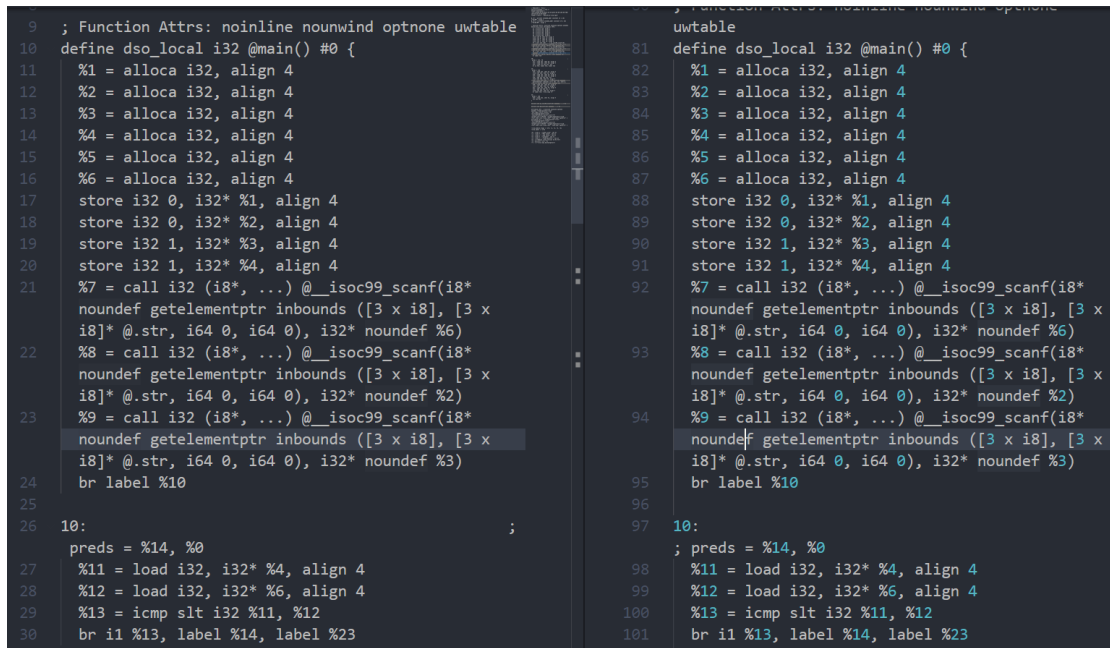 9 ; Function Attrs: noinline nounwind optnone uwtable
10 define dso_local i32 @main() #0 {
11 %1 = alloca i32, align 4
12 %2 = alloca i32, align 4
13 %3 = alloca i32, align 4
14 %4 = alloca i32, align 4
15 %5 = alloca i32, align 4
16 %6 = alloca i32, align 4
17 store i32 0, i32* %1, align 4
18 store i32 0, i32* %2, align 4
19 store i32 1, i32* %3, align 4
20 store i32 1, i32* %4, align 4
21 %7 = call i32 (i8*, ...) @__isoc99_scanf(i8*
noundef getelementptr inbounds ([3 x i8], [3 x
i8]* @.str, i64 0, i64 0), i32* noundef %6)
22 %8 = call i32 (i8*, ...) @__isoc99_scanf(i8*
noundef getelementptr inbounds ([3 x i8], [3 x
i8]* @.str, i64 0, i64 0), i32* noundef %2)
23 %9 = call i32 (i8*, ...) @__isoc99_scanf(i8*
noundef getelementptr inbounds ([3 x i8], [3 x
i8]* @.str, i64 0, i64 0), i32* noundef %3)
24 br label %10
25
26 10: ;
preds = %14, %0
27 %11 = load i32, i32* %4, align 4
28 %12 = load i32, i32* %6, align 4
29 %13 = icmp slt i32 %11, %12
30 br i1 %13, label %14, label %23
; Function Attrs: noinline nounwind optnone
uwtable
81 define dso_local i32 @main() #0 {
82 %1 = alloca i32, align 4
83 %2 = alloca i32, align 4
84 %3 = alloca i32, align 4
85 %4 = alloca i32, align 4
86 %5 = alloca i32, align 4
87 %6 = alloca i32, align 4
88 store i32 0, i32* %1, align 4
89 store i32 0, i32* %2, align 4
90 store i32 1, i32* %3, align 4
91 store i32 1, i32* %4, align 4
92 %7 = call i32 (i8*, ...) @__isoc99_scanf(i8*
noundef getelementptr inbounds ([3 x i8], [3 x
i8]* @.str, i64 0, i64 0), i32* noundef %6)
93 %8 = call i32 (i8*, ...) @__isoc99_scanf(i8*
noundef getelementptr inbounds ([3 x i8], [3 x
i8]* @.str, i64 0, i64 0), i32* noundef %2)
94 %9 = call i32 (i8*, ...) @__isoc99_scanf(i8*
noundef getelementptr inbounds ([3 x i8], [3 x
i8]* @.str, i64 0, i64 0), i32* noundef %3)
95 br label %10
96
97 10:
; preds = %14, %0
98 %11 = load i32, i32* %4, align 4
99 %12 = load i32, i32* %6, align 4
100 %13 = icmp slt i32 %11, %12
101 br i1 %13, label %14, label %23